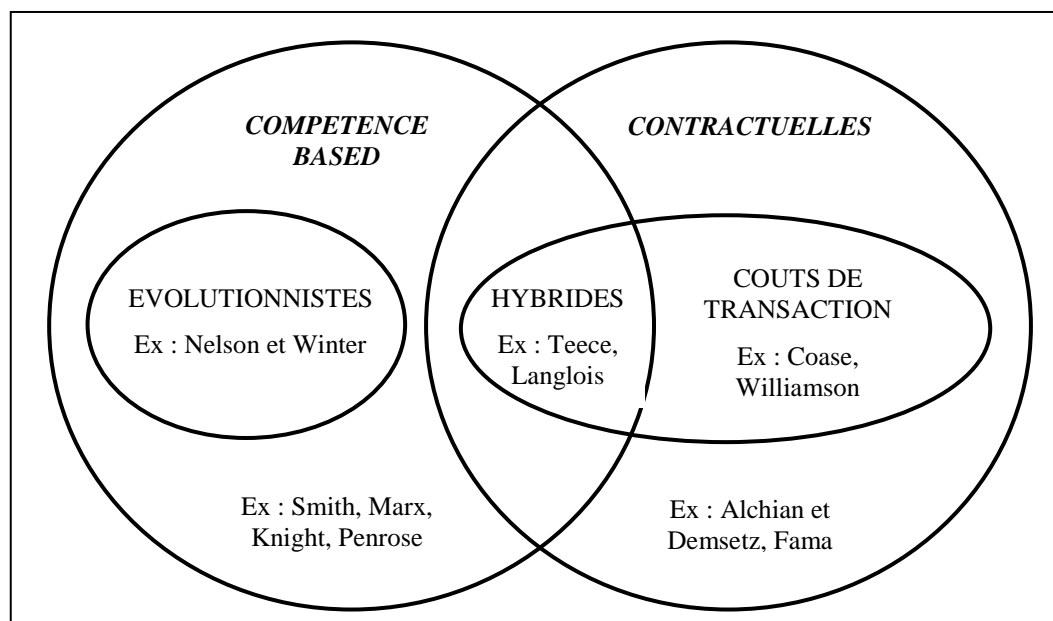 COMPETENCE
BASED
CONTRACTUELLES
EVOLUTIONNISTES
Ex : Nelson et Winter
HYBRIDES
Ex : Teece,
Langlois
COUTS DE
TRANSACTION
Ex : Coase,
Williamson
Ex : Smith, Marx,
Knight, Penrose
Ex : Alchian et
Demsetz, Fama